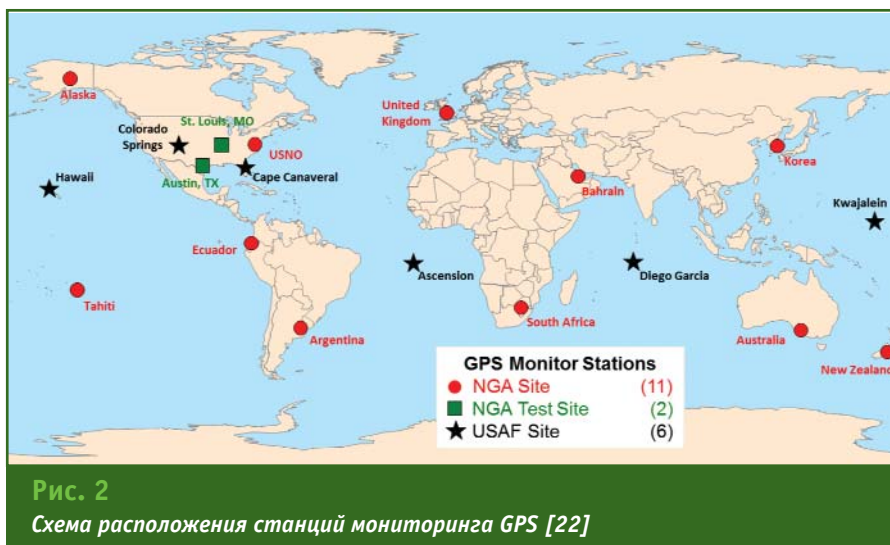 Alaska
United
Kingdom
St. Louis, MO
Colorado
Springs
USNO
Korea
Hawaii
Austin, TX
Cape Canaveral
Bahrain
Kwajalein
Ecuador
Ascension
Diego Garcia
Tahiti
South Africa
Argentina
Australia
New Zealand
GPS Monitor Stations
NGA Site (11)
NGA Test Site (2)
USAF Site (6)
Рис. 2
Схема расположения станций мониторинга GPS [22]